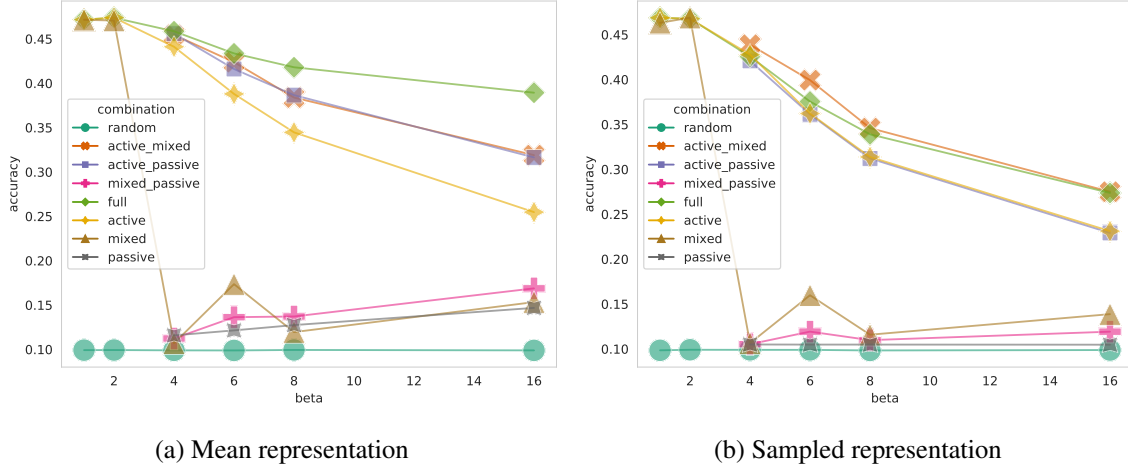 0.45
0.40
0.35
0.30
0.25
0.20
0.15
0.10
accuracy
combination
random
active_mixed
active_passive
mixed_passive
full
active
mixed
passive
2 4 6 8 10 12 14 16
beta
(a) Mean representation
0.45
0.40
0.35
0.30
0.25
0.20
0.15
0.10
accuracy
combination
random
active_mixed
active_passive
mixed_passive
full
active
mixed
passive
2 4 6 8 10 12 14 16
beta
(b) Sampled representation